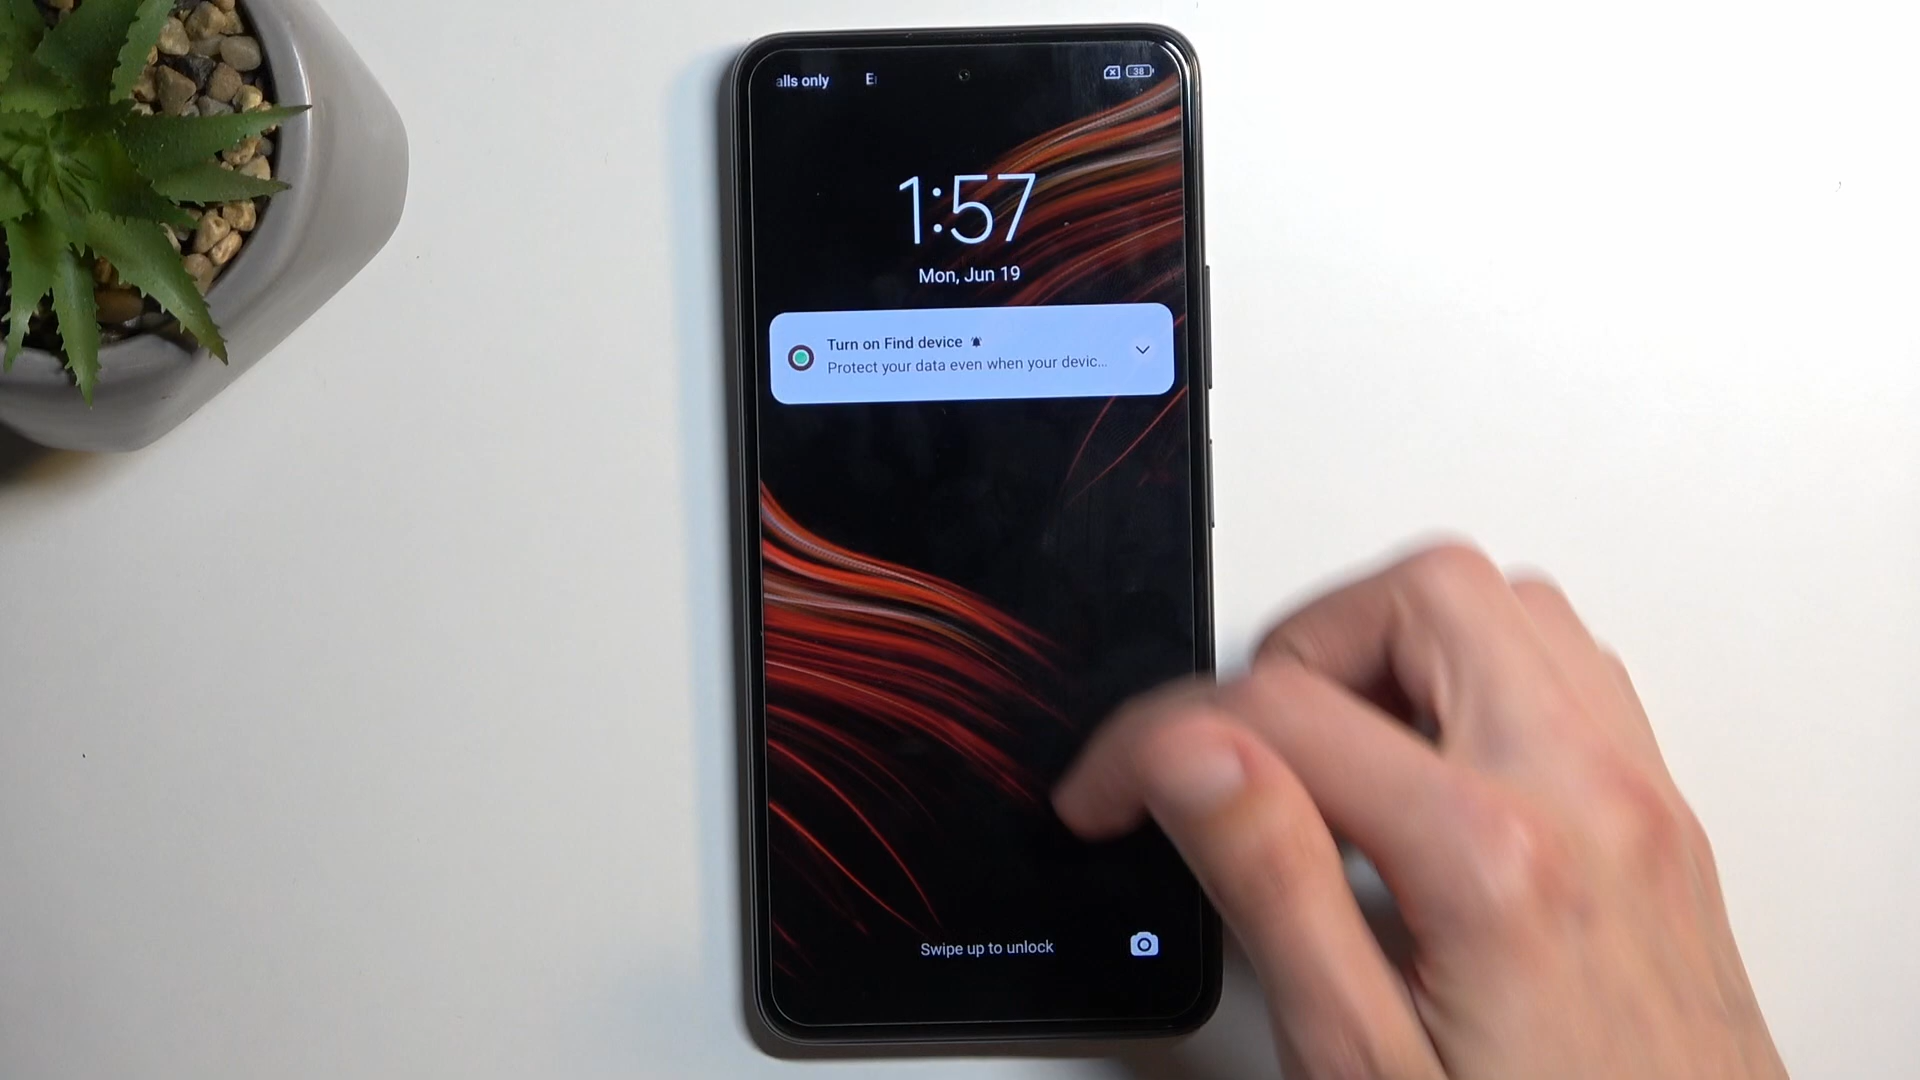 alls only E
38
1:57
Mon, Jun 19
Turn on Find device
Protect your data even when your devic...
Swipe up to unlock